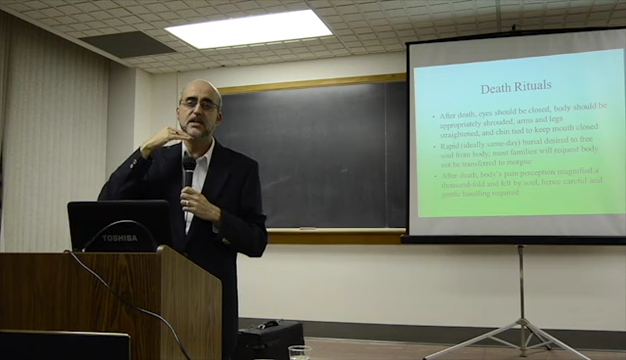 Death Rituals
• After death, eyes should be closed, body should be
appropriately shrouded, arms and legs
straightened, and chin tied to keep mouth closed
• Rapid (ideally same-day) burial desired to free
soul from body; most families will request body
not be transferred to morgue
• After death, body's pain perception magnified a
thousand-fold and felt by soul, hence careful and
gentle handling required
TOSHIBA